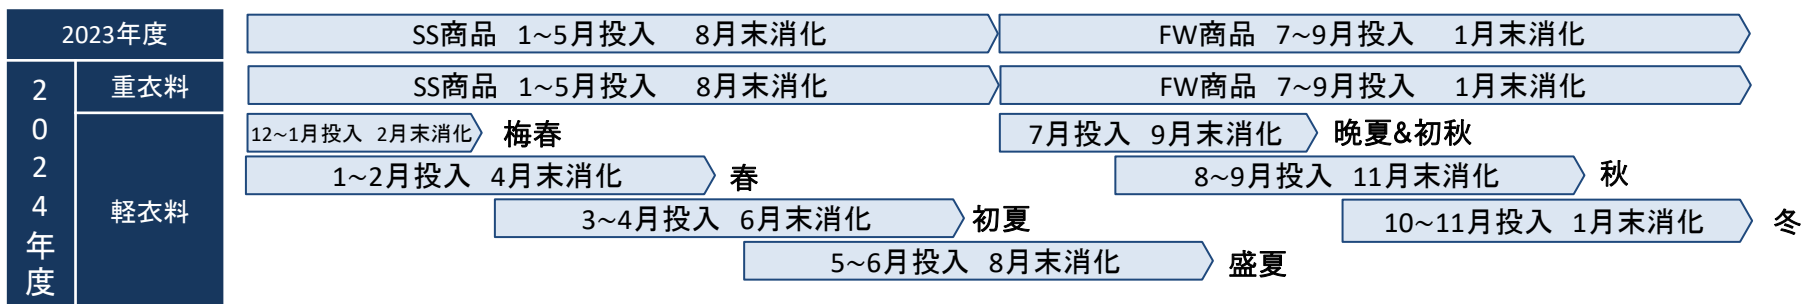 2023年度
SS商品 1~5月投入 8月末消化
FW商品 7~9月投入 1月末消化
2024年度
重衣料
SS商品 1~5月投入 8月末消化
FW商品 7~9月投入 1月末消化
軽衣料
12~1月投入 2月末消化
梅春
7月投入 9月末消化
晩夏&初秋
1~2月投入 4月末消化
春
8~9月投入 11月末消化
秋
3~4月投入 6月末消化
初夏
10~11月投入 1月末消化
冬
5~6月投入 8月末消化
盛夏